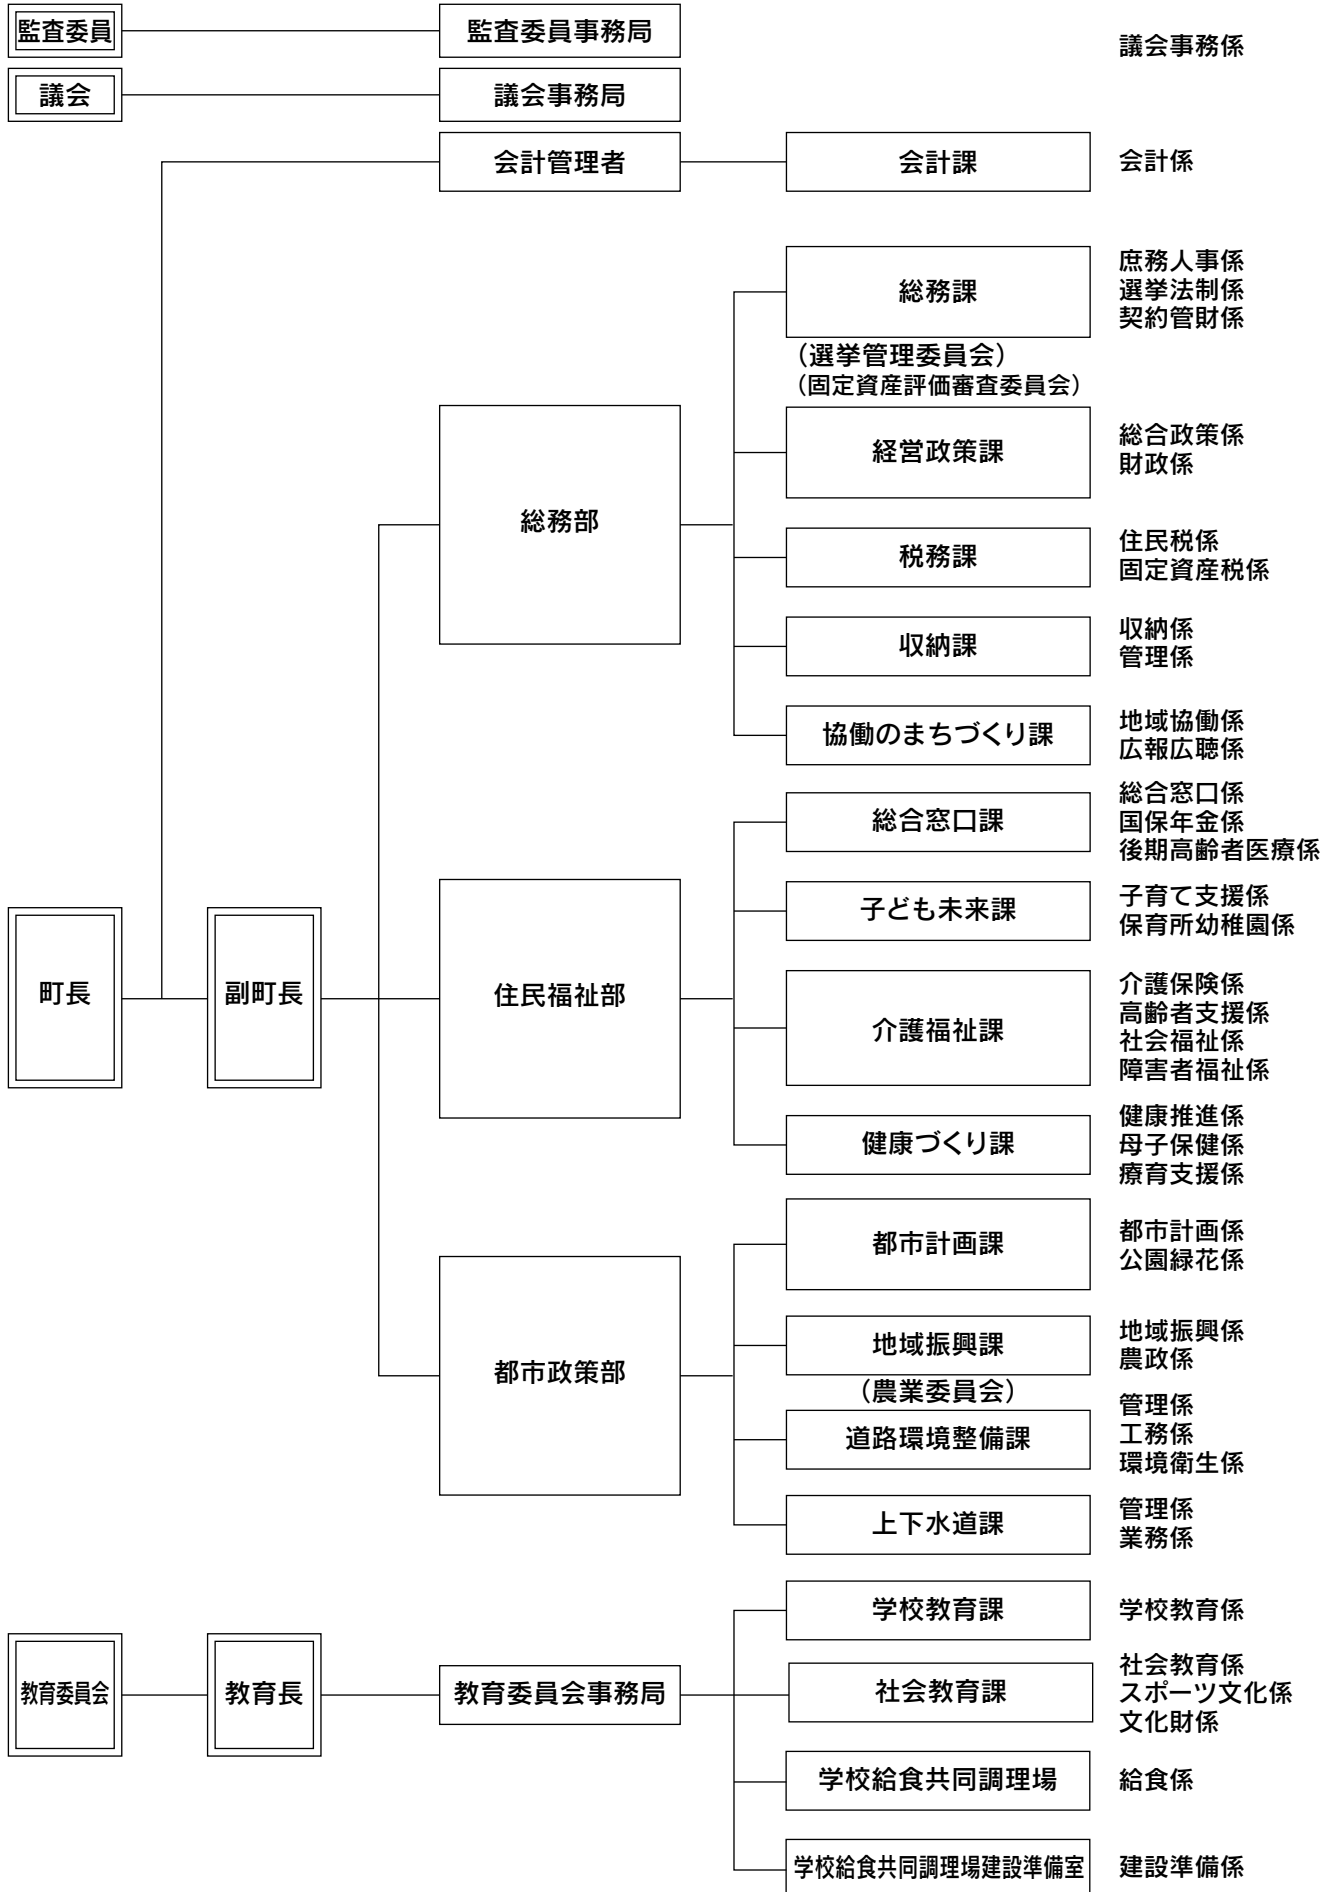 監査委員
監査委員事務局
議会事務係
議会
議会事務局
会計管理者
会計課
会計係
総務課
庶務人事係
選挙法制係
契約管財係
（選挙管理委員会）
（固定資産評価審査委員会）
総務部
経営政策課
総合政策係
財政係
税務課
住民税係
固定資産税係
収納課
収納係
管理係
協働のまちづくり課
地域協働係
広報広聴係
町長
副町長
住民福祉部
総合窓口課
総合窓口係
国保年金係
後期高齢者医療係
子ども未来課
子育て支援係
保育所幼稚園係
介護福祉課
介護保険係
高齢者支援係
社会福祉係
障害者福祉係
健康づくり課
健康推進係
母子保健係
療育支援係
都市政策部
都市計画課
都市計画係
公園緑花係
地域振興課
地域振興係
農政係
（農業委員会）
道路環境整備課
管理係
工務係
環境衛生係
上下水道課
管理係
業務係
教育委員会
教育長
教育委員会事務局
学校教育課
学校教育係
社会教育課
社会教育係
スポーツ文化係
文化財係
学校給食共同調理場
給食係
学校給食共同調理場建設準備室
建設準備係